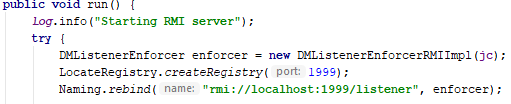 public void run() {
log.info("Starting RMI server");
try {
DMListenerEnforcer enforcer = new DMListenerEnforcerRMIImpl(jc);
LocateRegistry.createRegistry( port: 1999);
Naming.rebind( name: "rmi://localhost:1999/listener", enforcer);